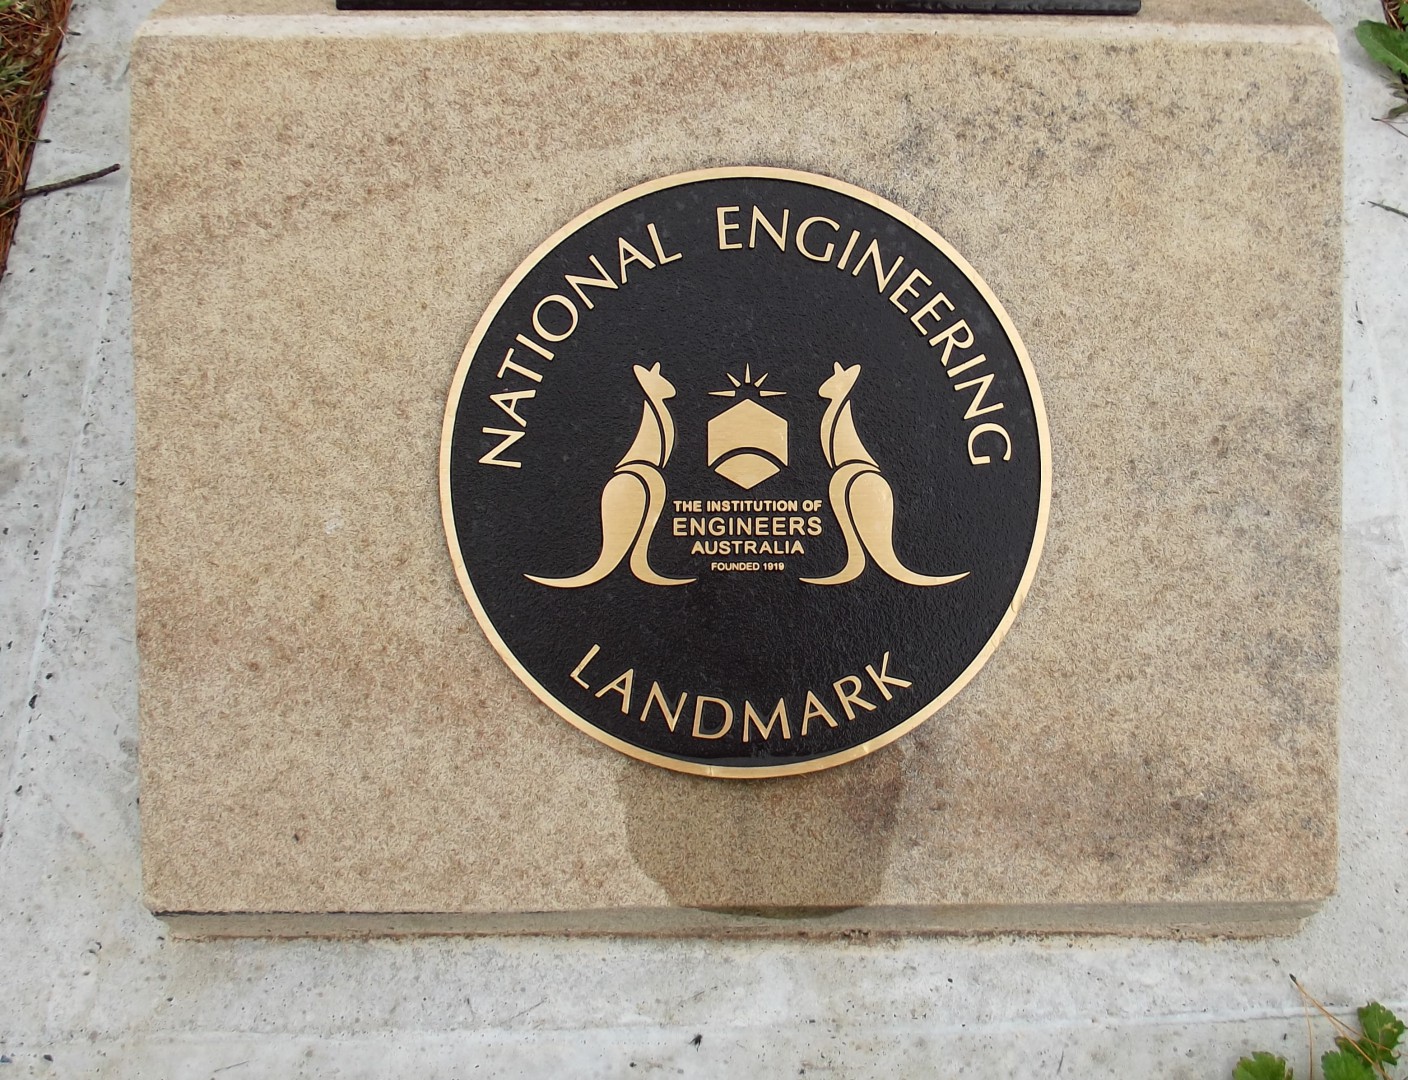 NATIONAL ENGINEERING
THE INSTITUTION OF
ENGINEERS
AUSTRALIA
FOUNDED 1919
LANDMARK